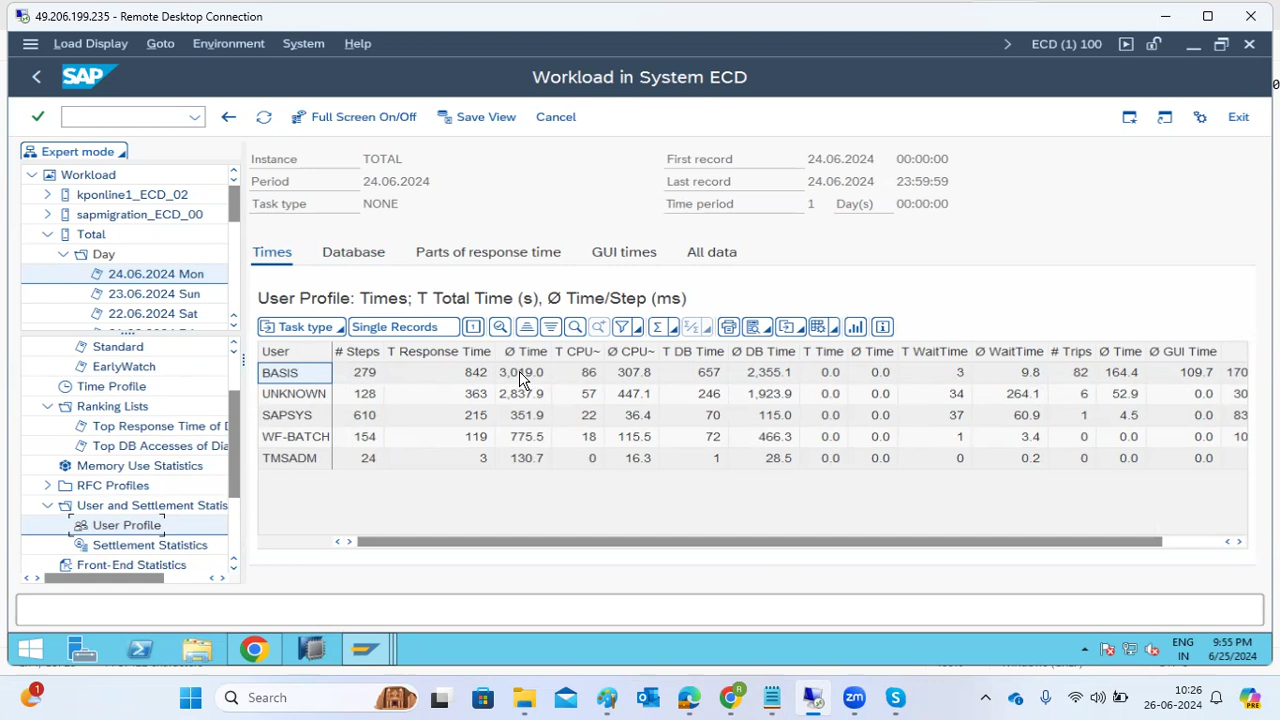 49.206.199.235 - Remote Desktop Connection
Load Display Goto Environment System Help ECD (1) 100
SAP Workload in System ECD
Full Screen On/Off Save View Cancel Exit
Expert mode
Workload
kponline1_ECD_02
sapmigration_ECD_00
Total
Day
24.06.2024 Mon
23.06.2024 Sun
22.06.2024 Sat
Standard
EarlyWatch
Time Profile
Ranking Lists
Top Response Time of D
Top DB Accesses of Dia
Memory Use Statistics
RFC Profiles
User and Settlement Statis
User Profile
Settlement Statistics
Front-End Statistics
Instance TOTAL First record 24.06.2024 00:00:00
Period 24.06.2024 Last record 24.06.2024 23:59:59
Task type NONE Time period 1 Day(s) 00:00:00
Times Database Parts of response time GUI times All data
User Profile: Times; T Total Time (s), Ø Time/Step (ms)
Task type Single Records
User # Steps T Response Time Ø Time T CPU~ Ø CPU~ T DB Time Ø DB Time T Time Ø Time T WaitTime Ø WaitTime # Trips Ø Time Ø GUI Time
BASIS 279 842 86 307.8 657 2,355.1 0.0 0.0 3 9.8 82 164.4 109.7 170
UNKNOWN 128 363 2,837.9 57 447.1 246 1,923.9 0.0 0.0 34 264.1 6 52.9 0.0 30
SAPSYS 610 215 351.9 22 36.4 70 115.0 0.0 0.0 37 60.9 1 4.5 0.0 83
WF-BATCH 154 119 775.5 18 115.5 72 466.3 0.0 0.0 1 3.4 0 0.0 0.0 10
TMSADM 24 3 130.7 0 16.3 1 28.5 0.0 0.0 0 0.2 0 0.0 0.0
ENG
IN
9:55 PM
6/25/2024
1 Search
10:26
26-06-2024